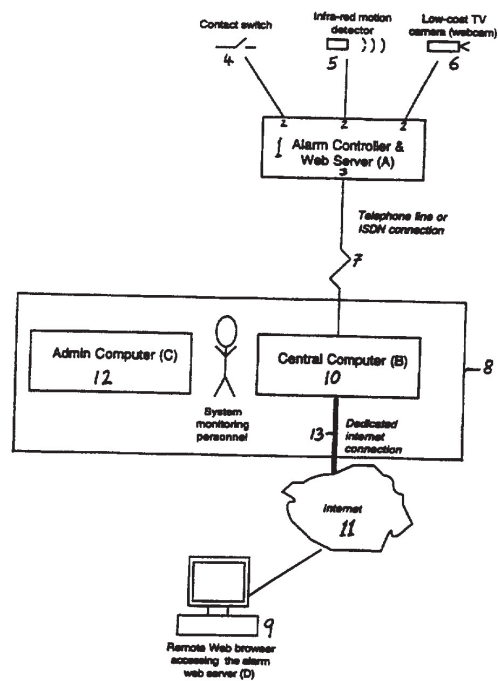 Contact switch
4
Infra-red motion
detector
5
Low-cost TV
camera (webcam)
6
2 2 2
1 Alarm Controller &
Web Server (A)
3
Telephone line or
ISDN connection
7
8
Admin Computer (C)
12
System
monitoring
personnel
Central Computer (B)
10
13
Dedicated
internet
connection
Internet
11
9
Remote Web browser
accessing the alarm
web server (D)